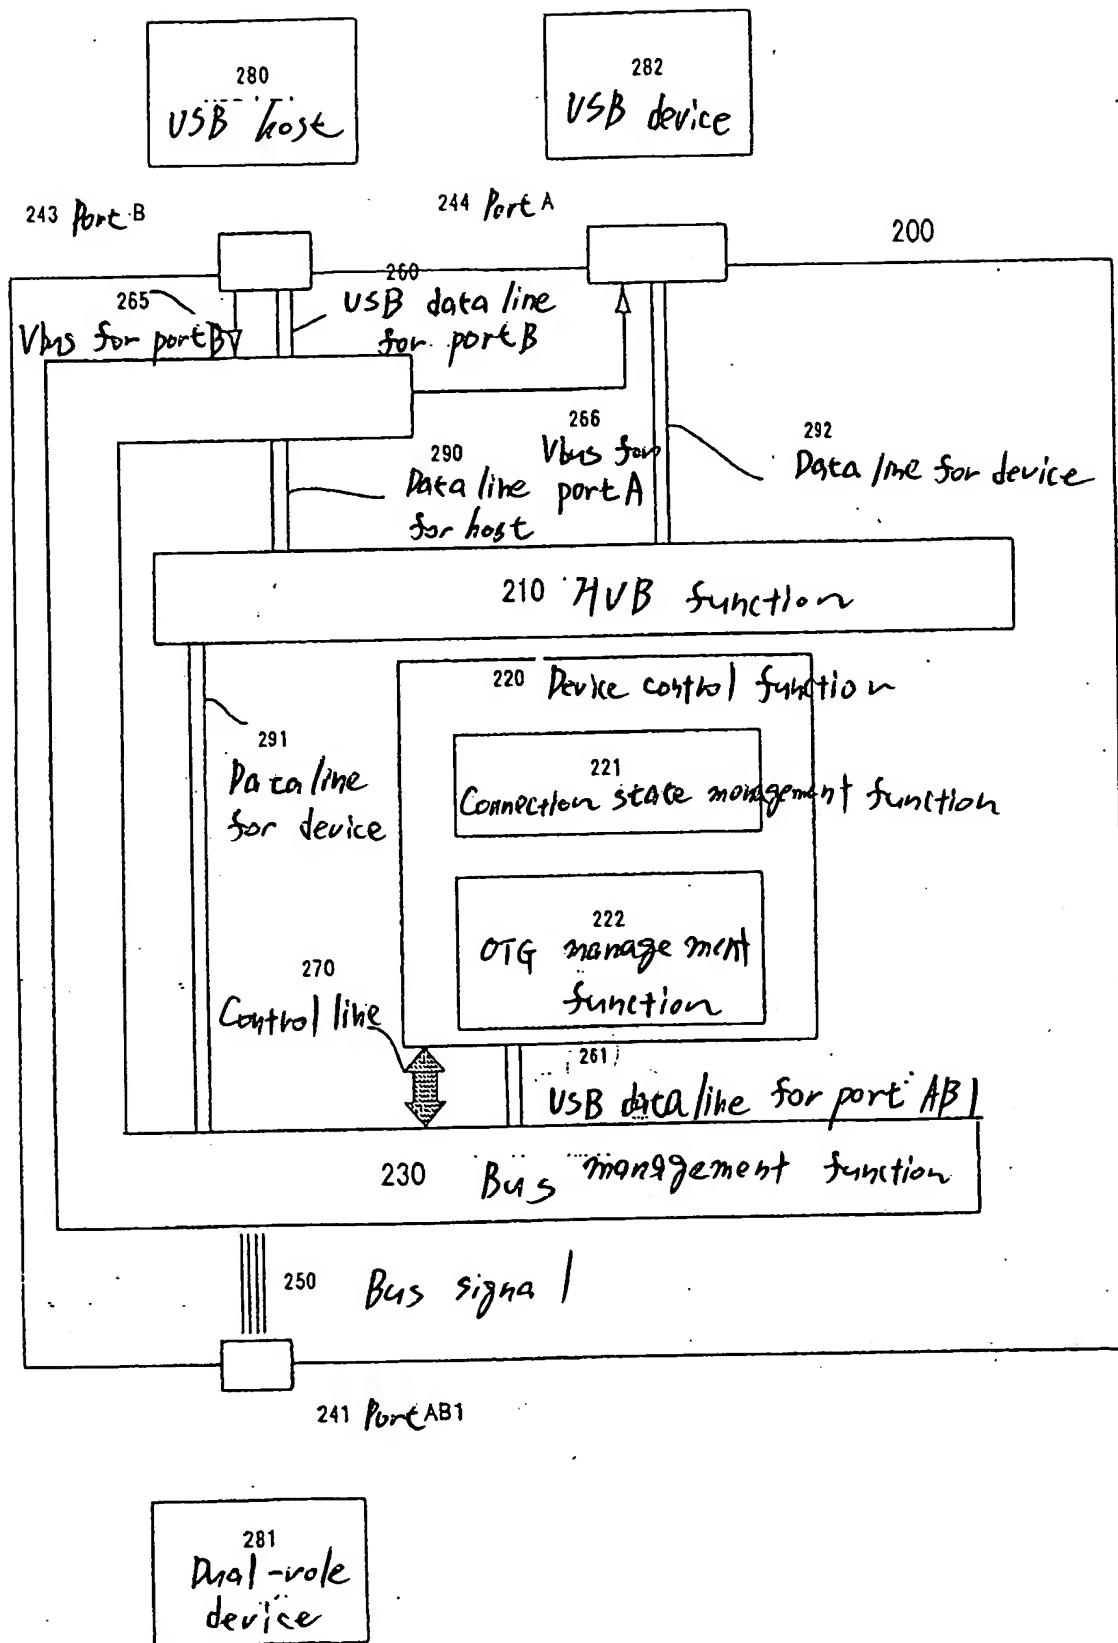 280
USB host
282
USB device
243 Port B
244 Port A
200
265
Vbus for port B
260
USB data line
for port B
266
Vbus for
port A
290
Data line
for host
292
Data line for device
210 HUB function
220 Device control function
221
Connection state management function
291
Data line
for device
222
OTG management
function
270
Control line
261
USB data line for port AB1
230 Bus management function
250 Bus signal
241 Port AB1
281
Dual-role
device